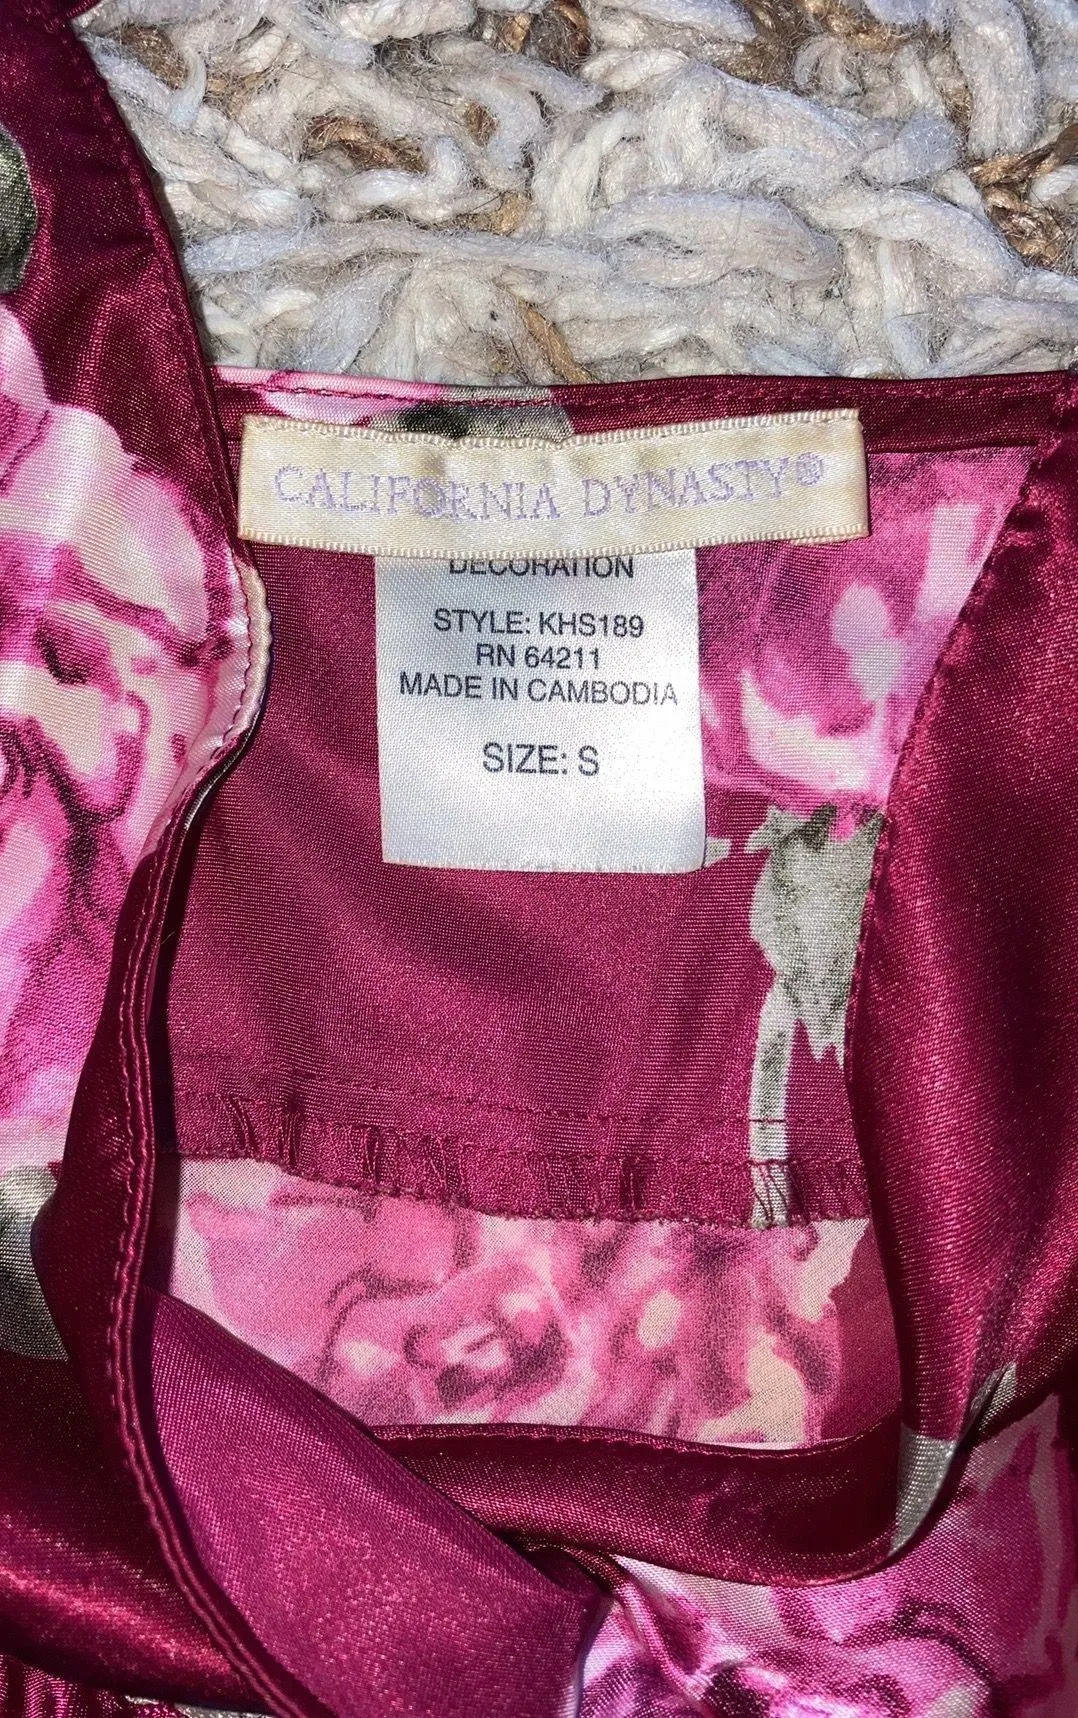 CALIFORNIA DYNASTY®
DECORATION
STYLE: KHS189
RN 64211
MADE IN CAMBODIA
SIZE: S